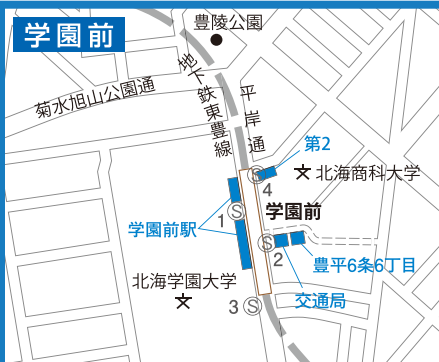 学園前
豊陵公園
菊水旭山公園通
地下鉄東豊線
平岸通
第2
S
4
北海商科大学
学園前
1
S
学園前駅
S
2
豊平6条6丁目
交通局
北海学園大学
3
S